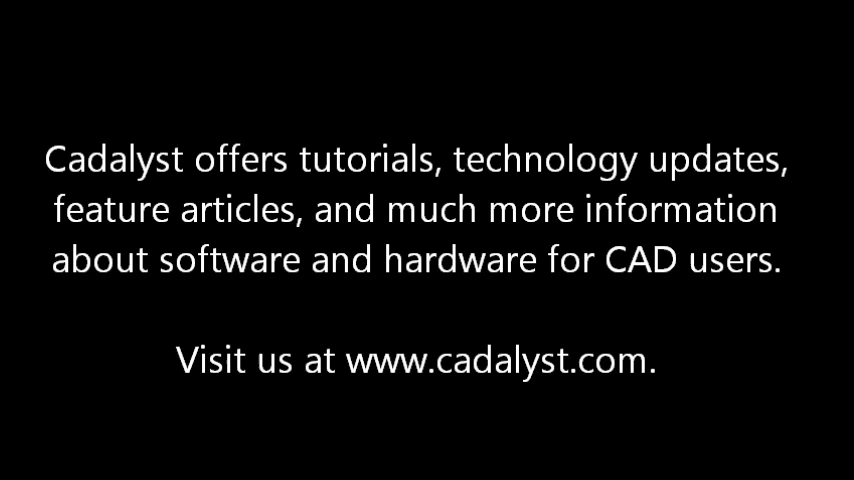 Cadalyst offers tutorials, technology updates,
feature articles, and much more information
about software and hardware for CAD users.
Visit us at www.cadalyst.com.